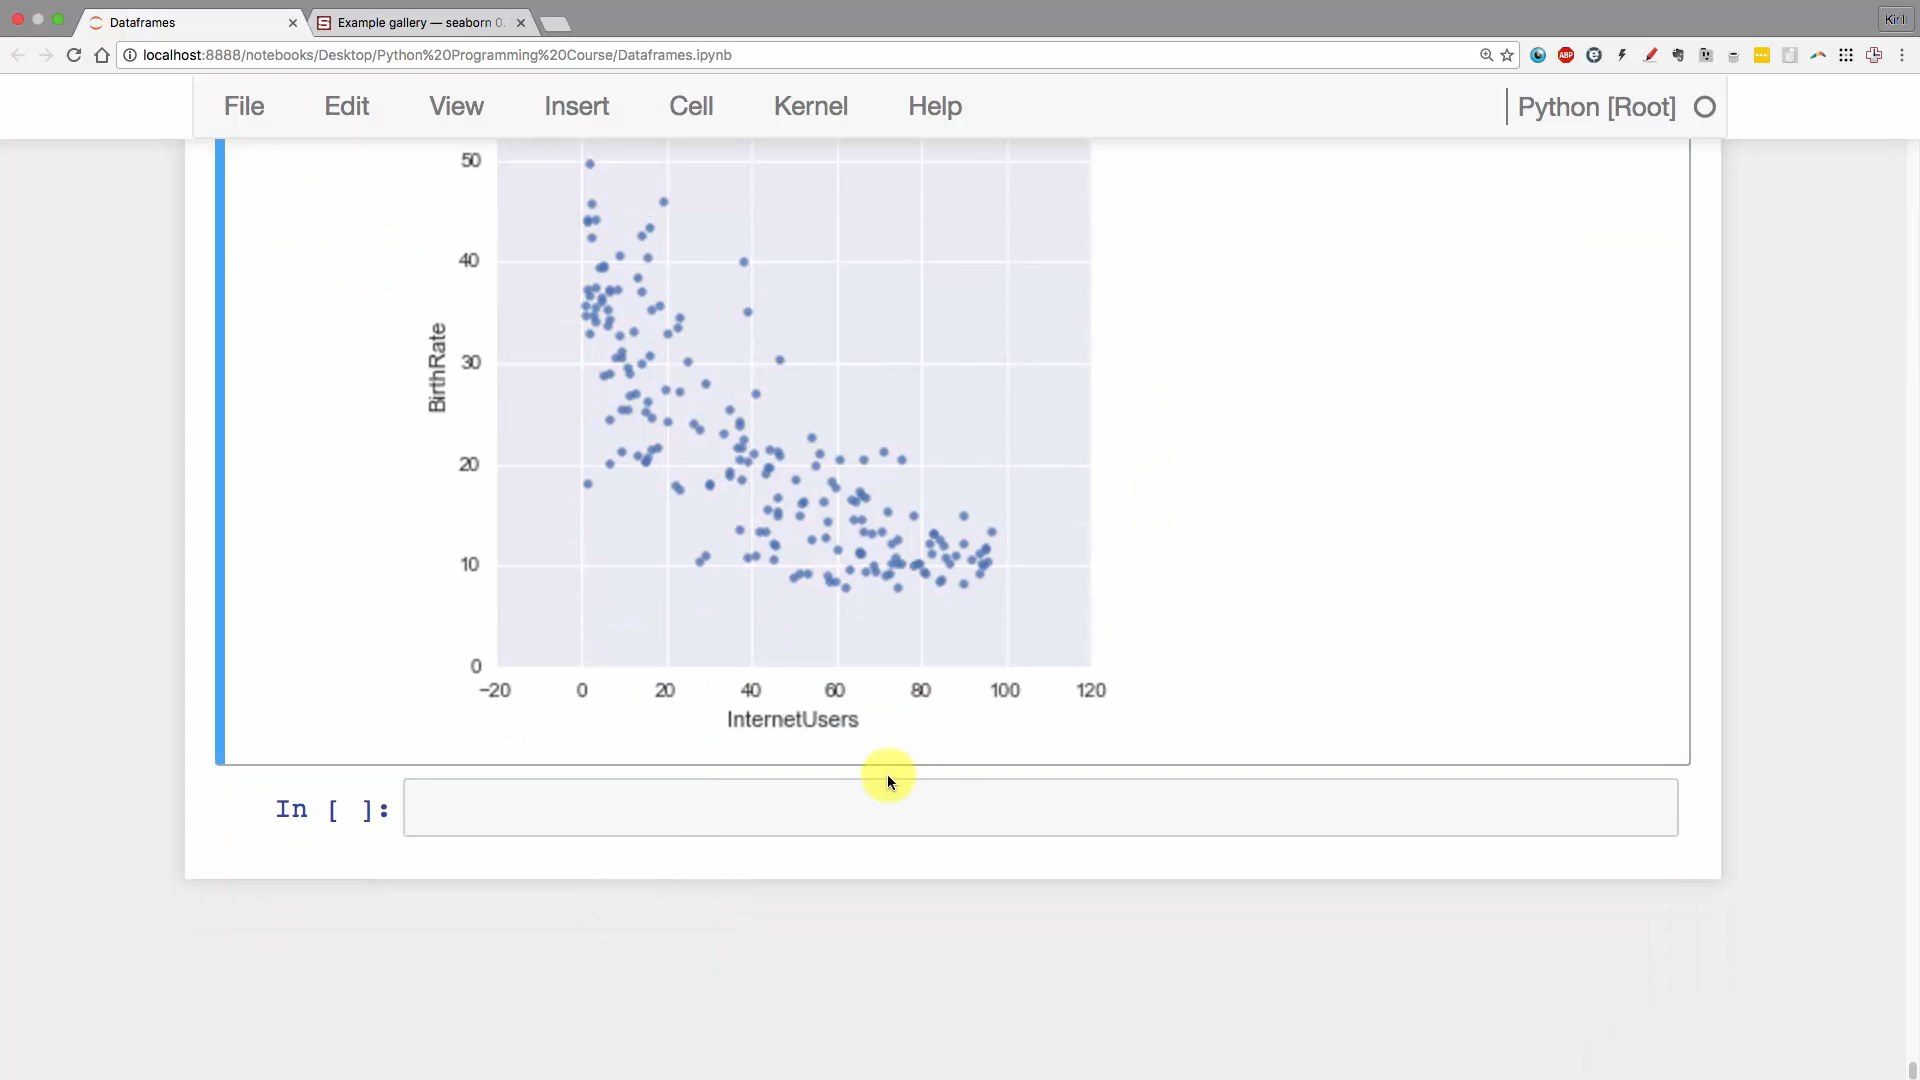 Dataframes
Example gallery — seaborn 0.
Kirill
localhost:8888/notebooks/Desktop/Python%20Programming%20Course/Dataframes.ipynb
ABP
File Edit View Insert Cell Kernel Help
Python [Root]
50
40
30
20
10
0
BirthRate
−20 0 20 40 60 80 100 120
InternetUsers
In [ ]: